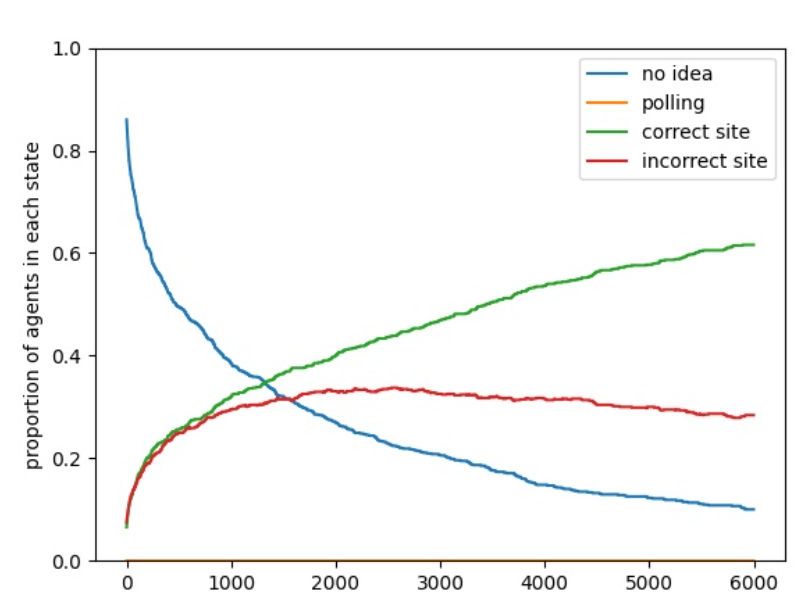 1.0
0.8
0.6
0.4
0.2
0.0
proportion of agents in each state
no idea
polling
correct site
incorrect site
0 1000 2000 3000 4000 5000 6000